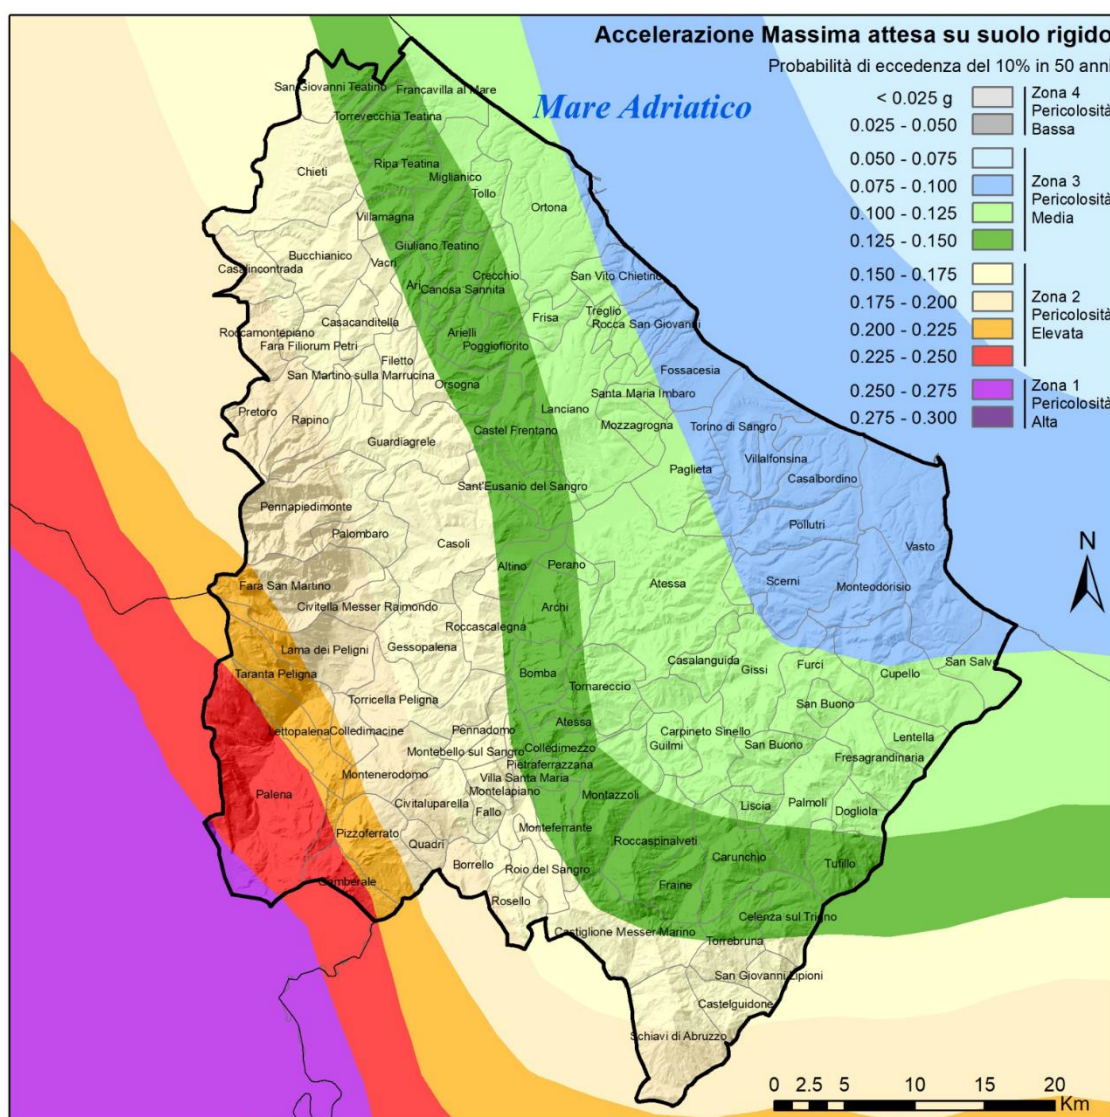 Accelerazione Massima attesa su suolo rigido
Probabilità di eccedenza del 10% in 50 anni
< 0.025 g
0.025 - 0.050
Zona 4
Pericolosità
Bassa
0.050 - 0.075
0.075 - 0.100
0.100 - 0.125
0.125 - 0.150
Zona 3
Pericolosità
Media
0.150 - 0.175
0.175 - 0.200
0.200 - 0.225
0.225 - 0.250
Zona 2
Pericolosità
Elevata
0.250 - 0.275
0.275 - 0.300
Zona 1
Pericolosità
Alta
Mare Adriatico
San Giovanni Teatino
Francavilla al Mare
Torrevecchia Teatina
Ripa Teatina
Chieti
Miglianico
Tollo
Ortona
Villamagna
Giuliano Teatino
Bucchianico
Vacri
Casalincontrada
Crecchio
San Vito Chietino
Ari
Canosa Sannita
Treglio
Frisa
Casacanditella
Rocca San Giovanni
Roccamontepiano
Arielli
Fara Filiorum Petri
Poggiofiorito
Filetto
San Martino sulla Marrucina
Orsogna
Fossacesia
Santa Maria Imbaro
Pretoro
Rapino
Lanciano
Mozzagrogna
Torino di Sangro
Castel Frentano
Guardiagrele
Villalfonsina
Paglieta
Casalbordino
Sant'Eusanio del Sangro
Pennapiedimonte
Pollutri
Palombaro
Casoli
Vasto
Altino
Perano
Fara San Martino
Atessa
Scerni
Monteodorisio
Civitella Messer Raimondo
Archi
Roccascalegna
Lama dei Peligni
Gessopalena
Casalanguida
Gissi
Furci
San Salv
Taranta Peligna
Bomba
Cupello
Tornareccio
Torricella Peligna
San Buono
Atessa
Lettopalena
Colledimacine
Pennadomo
Carpineto Sinello
Lentella
Montebello sul Sangro
Colledimezzo
Guilmi
San Buono
Fresagrandinaria
Pietraferrazzana
Montenerodomo
Villa Santa Maria
Montelapiano
Palena
Montazzoli
Civitaluparella
Fallo
Liscia
Palmoli
Dogliola
Pizzoferrato
Monteferrante
Quadri
Roccaspinalveti
Carunchio
Tufillo
Borrello
Roio del Sangro
Gamberale
Fraine
Rosello
Celenza sul Trigno
Castiglione Messer Marino
Torrebruna
San Giovanni Lipioni
Castelguidone
Schiavi di Abruzzo
N
0 2.5 5 10 15 20
Km